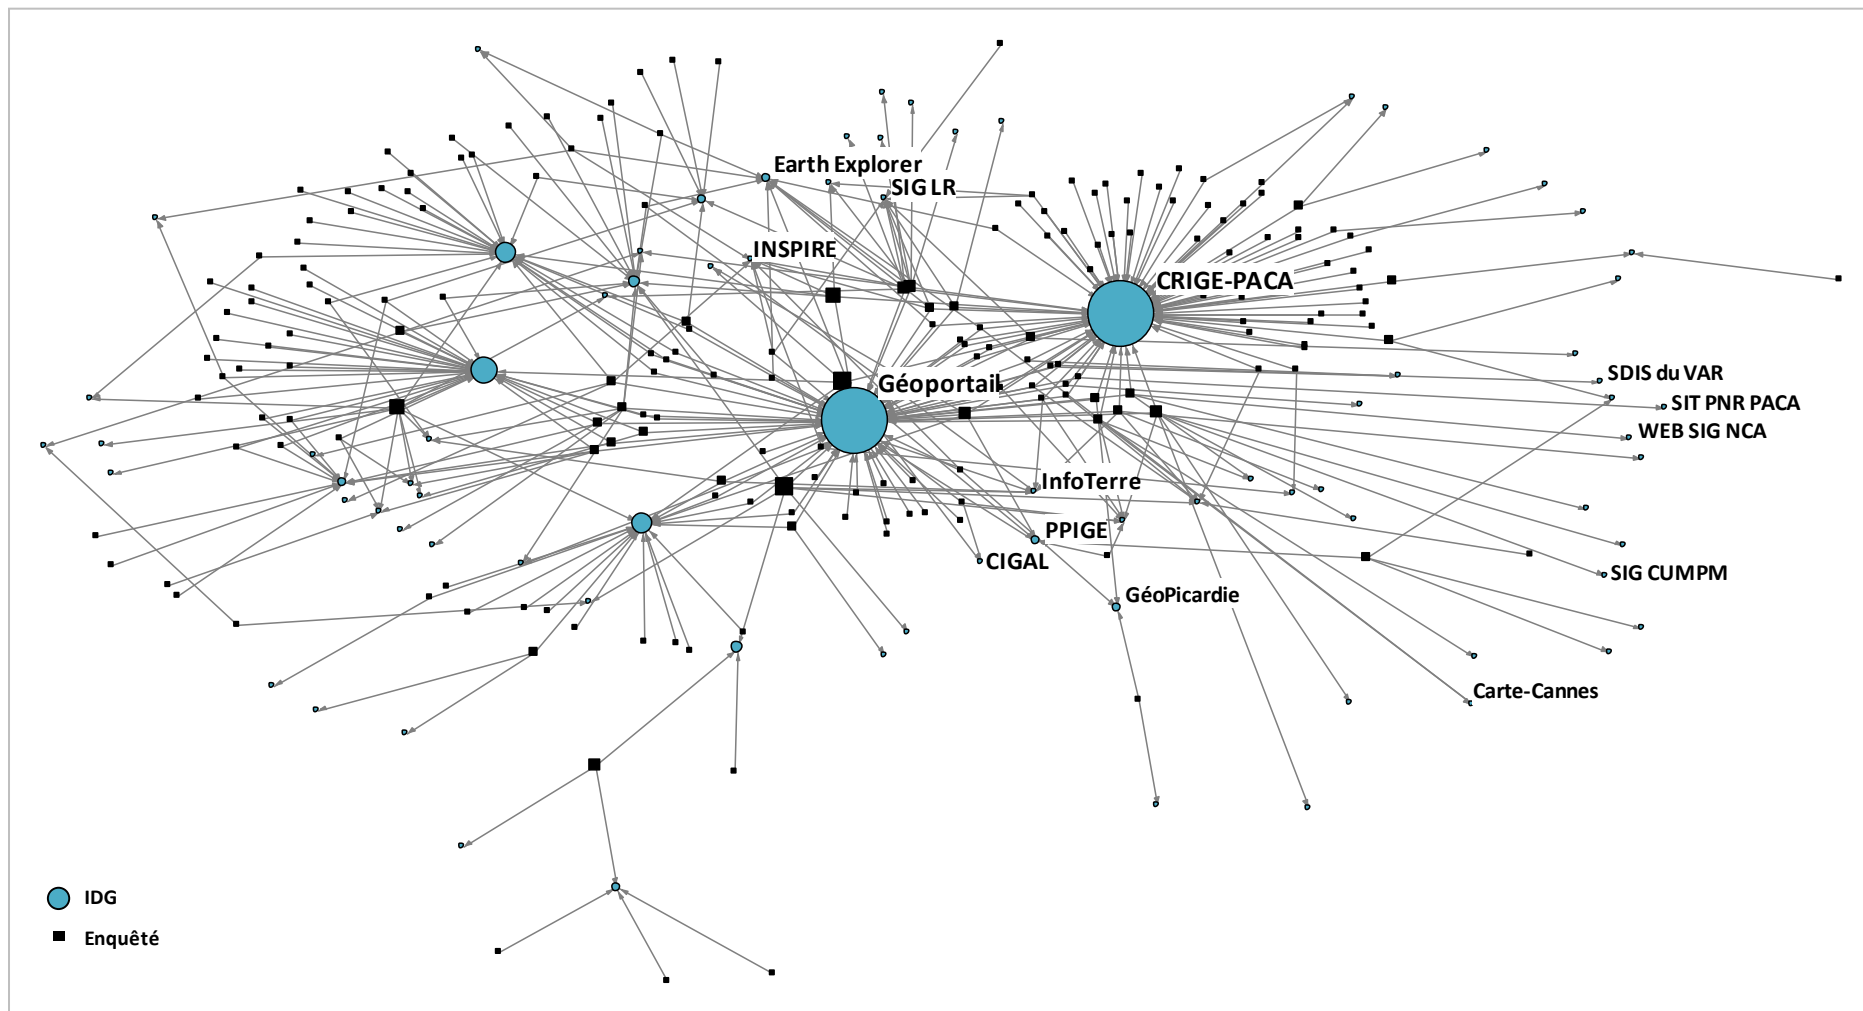 Earth Explorer
SIG LR
INSPIRE
CRIGE-PACA
Géoportail
SDIS du VAR
SIT PNR PACA
WEB SIG NCA
InfoTerre
PPIGE
CIGAL
SIG CUMPM
GéoPicardie
Carte-Cannes
IDG
Enquêté